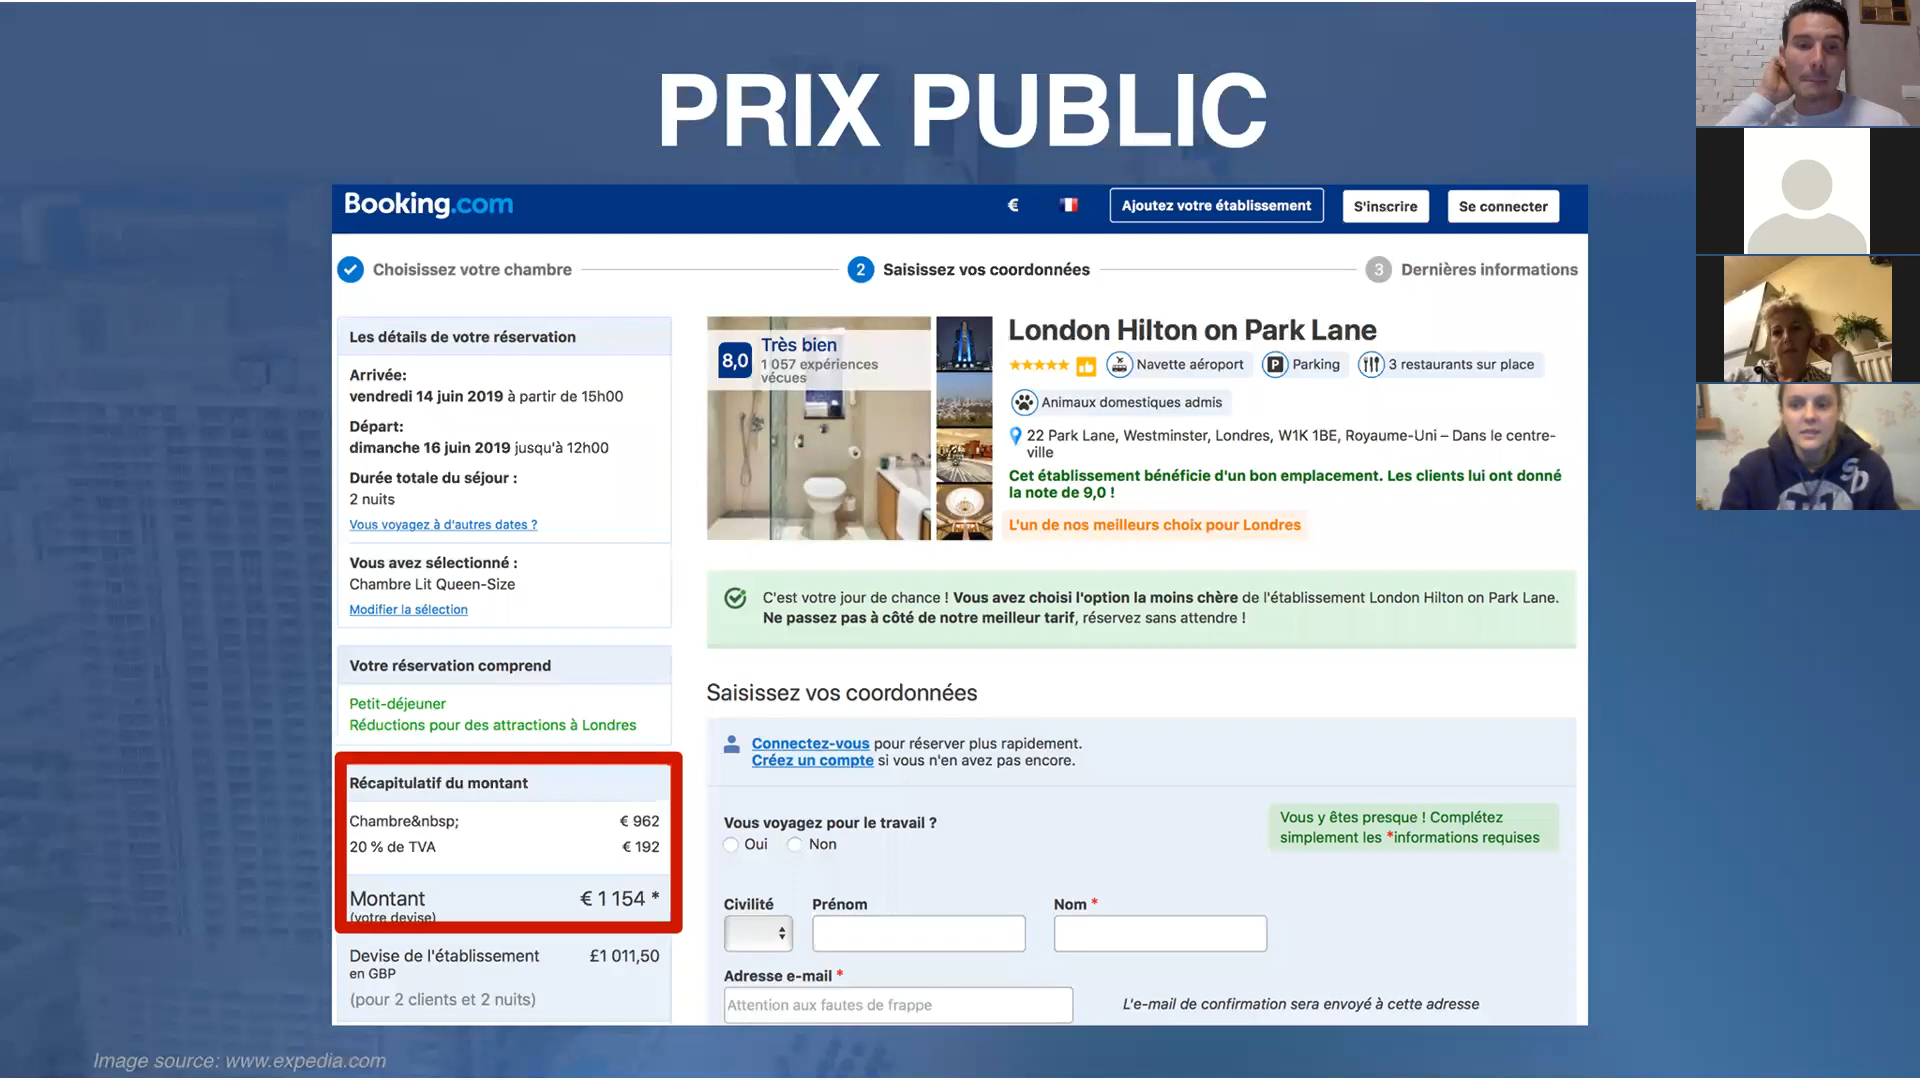 PRIX PUBLIC
Booking.com
€
Ajoutez votre établissement
S'inscrire
Se connecter
Choisissez votre chambre
2 Saisissez vos coordonnées
3 Dernières informations
Les détails de votre réservation
Arrivée:
vendredi 14 juin 2019 à partir de 15h00
Départ:
dimanche 16 juin 2019 jusqu'à 12h00
Durée totale du séjour :
2 nuits
Vous voyagez à d'autres dates ?
Vous avez sélectionné :
Chambre Lit Queen-Size
Modifier la sélection
Votre réservation comprend
Petit-déjeuner
Réductions pour des attractions à Londres
Récapitulatif du montant
Chambre&nbsp; € 962
20 % de TVA € 192
Montant € 1 154 *
(votre devise)
Devise de l'établissement £1 011,50
en GBP
(pour 2 clients et 2 nuits)
8,0
Très bien
1 057 expériences
vécues
London Hilton on Park Lane
Navette aéroport
P Parking
3 restaurants sur place
Animaux domestiques admis
22 Park Lane, Westminster, Londres, W1K 1BE, Royaume-Uni – Dans le centre-
ville
Cet établissement bénéficie d'un bon emplacement. Les clients lui ont donné
la note de 9,0 !
L'un de nos meilleurs choix pour Londres
C'est votre jour de chance ! Vous avez choisi l'option la moins chère de l'établissement London Hilton on Park Lane.
Ne passez pas à côté de notre meilleur tarif, réservez sans attendre !
Saisissez vos coordonnées
Connectez-vous pour réserver plus rapidement.
Créez un compte si vous n'en avez pas encore.
Vous voyagez pour le travail ?
Oui Non
Vous y êtes presque ! Complétez
simplement les *informations requises
Civilité
Prénom
Nom *
Adresse e-mail *
Attention aux fautes de frappe
L'e-mail de confirmation sera envoyé à cette adresse
Image source: www.expedia.com